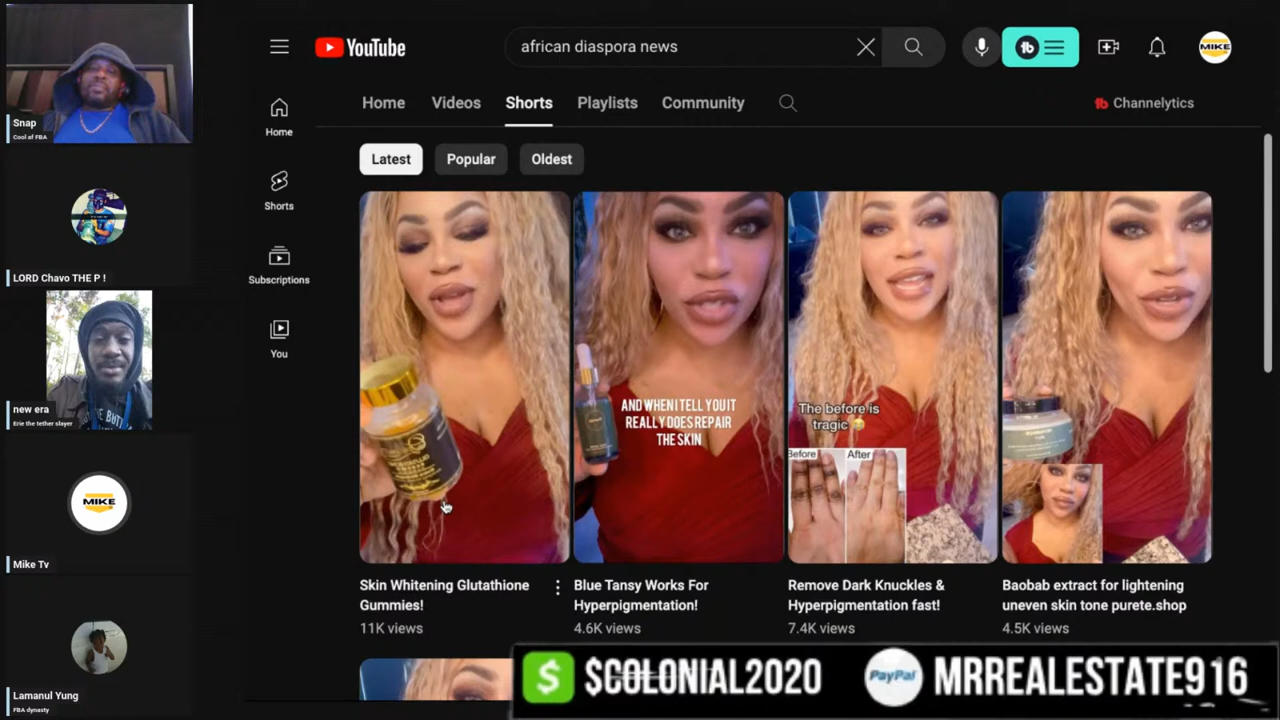 Snap
Cool af FBA
LORD Chavo THE P !
new era
Erie the tether slayer
MIKE
Mike Tv
Lamanul Yung
FBA dynasty
YouTube
african diaspora news
MIKE
Home
Videos
Shorts
Playlists
Community
Channelytics
Home
Shorts
Subscriptions
You
Latest
Popular
Oldest
AND WHEN I TELL YOU IT
REALLY DOES REPAIR
THE SKIN
The before is
tragic 😭
Before
After
Skin Whitening Glutathione
Gummies!
11K views
Blue Tansy Works For
Hyperpigmentation!
4.6K views
Remove Dark Knuckles &
Hyperpigmentation fast!
7.4K views
Baobab extract for lightening
uneven skin tone purete.shop
4.5K views
$COLONIAL2020
PayPal
MRREALESTATE916